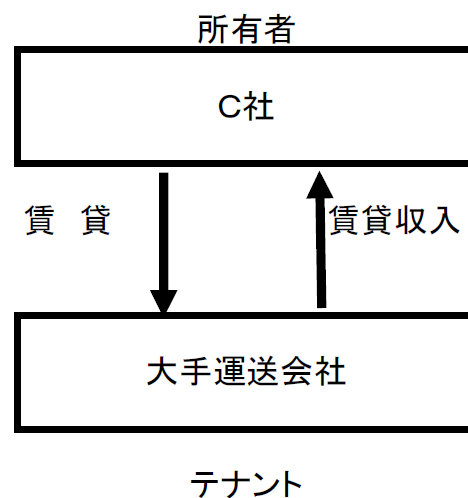 所有者
C社
賃 貸
賃貸収入
大手運送会社
テナント